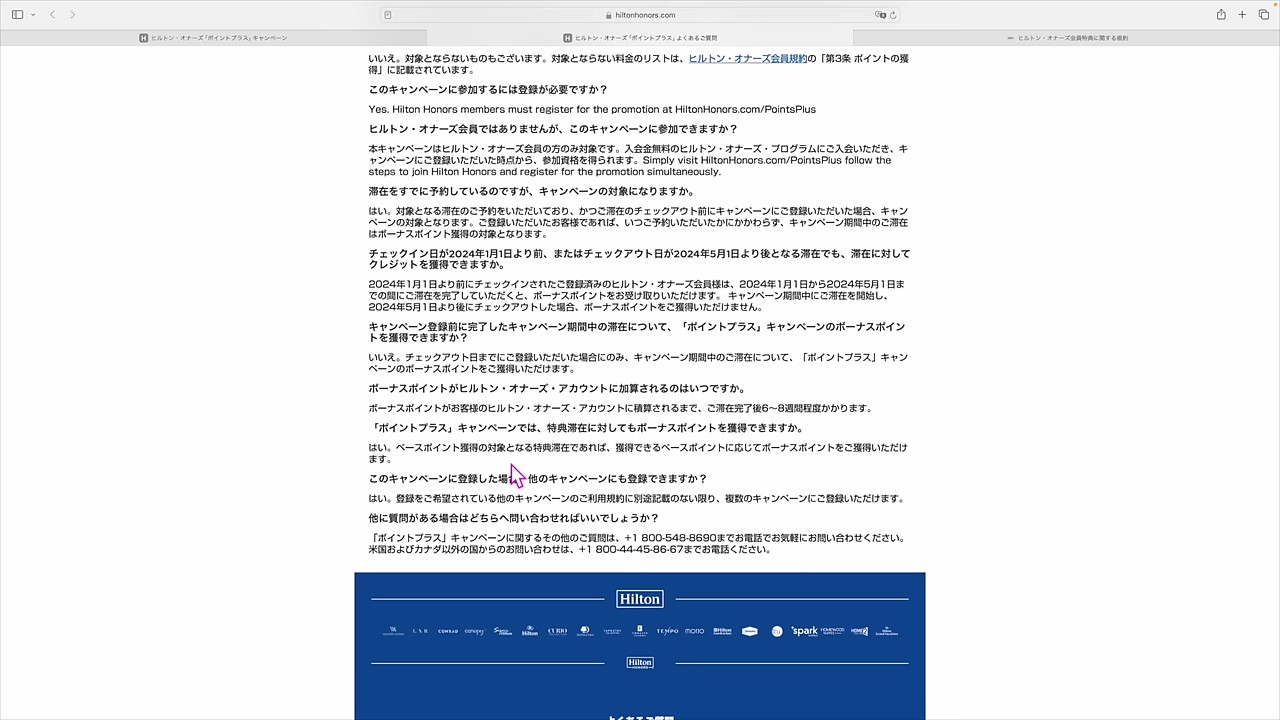 hiltonhonors.com
ヒルトン・オナーズ「ポイントプラス」キャンペーン
ヒルトン・オナーズ「ポイントプラス」よくあるご質問
ヒルトン・オナーズ会員特典に関する規約
いいえ。対象とならないものもございます。対象とならない料金のリストは、ヒルトン・オナーズ会員規約の「第3条 ポイントの獲
得」に記載されています。
このキャンペーンに参加するには登録が必要ですか？
Yes. Hilton Honors members must register for the promotion at HiltonHonors.com/PointsPlus
ヒルトン・オナーズ会員ではありませんが、このキャンペーンに参加できますか？
本キャンペーンはヒルトン・オナーズ会員の方のみ対象です。入会金無料のヒルトン・オナーズ・プログラムにご入会いただき、キ
ャンペーンにご登録いただいた時点から、参加資格を得られます。Simply visit HiltonHonors.com/PointsPlus follow the
steps to join Hilton Honors and register for the promotion simultaneously.
滞在をすでに予約しているのですが、キャンペーンの対象になりますか。
はい。対象となる滞在のご予約をいただいており、かつご滞在のチェックアウト前にキャンペーンにご登録いただいた場合、キャン
ペーンの対象となります。ご登録いただいたお客様であれば、いつご予約いただいたかにかかわらず、キャンペーン期間中のご滞在
はボーナスポイント獲得の対象となります。
チェックイン日が2024年1月1日より前、またはチェックアウト日が2024年5月1日より後となる滞在でも、滞在に対して
クレジットを獲得できますか。
2024年1月1日より前にチェックインされたご登録済みのヒルトン・オナーズ会員様は、2024年1月1日から2024年5月1日ま
での間にご滞在を完了していただくと、ボーナスポイントをお受け取りいただけます。 キャンペーン期間中にご滞在を開始し、
2024年5月1日より後にチェックアウトした場合、ボーナスポイントをご獲得いただけません。
キャンペーン登録前に完了したキャンペーン期間中の滞在について、「ポイントプラス」キャンペーンのボーナスポイン
トを獲得できますか？
いいえ。チェックアウト日までにご登録いただいた場合にのみ、キャンペーン期間中のご滞在について、「ポイントプラス」キャン
ペーンのボーナスポイントをご獲得いただけます。
ボーナスポイントがヒルトン・オナーズ・アカウントに加算されるのはいつですか。
ボーナスポイントがお客様のヒルトン・オナーズ・アカウントに積算されるまで、ご滞在完了後6〜8週間程度かかります。
「ポイントプラス」キャンペーンでは、特典滞在に対してもボーナスポイントを獲得できますか。
はい。ベースポイント獲得の対象となる特典滞在であれば、獲得できるベースポイントに応じてボーナスポイントをご獲得いただけ
ます。
このキャンペーンに登録した場 他のキャンペーンにも登録できますか？
はい。登録をご希望されている他のキャンペーンのご利用規約に別途記載のない限り、複数のキャンペーンにご登録いただけます。
他に質問がある場合はどちらへ問い合わせればいいでしょうか？
「ポイントプラス」キャンペーンに関するその他のご質問は、+1 800-548-8690までお電話でお気軽にお問い合わせください。
米国およびカナダ以外の国からのお問い合わせは、+1 800-44-45-86-67までお電話ください。
Hilton
LXR CONRAD canopy Hilton CURIO TEMPO MOTTO Hilton tru spark HOMEWOOD SUITES HOME2
Hilton
HONORS
よくあるご質問